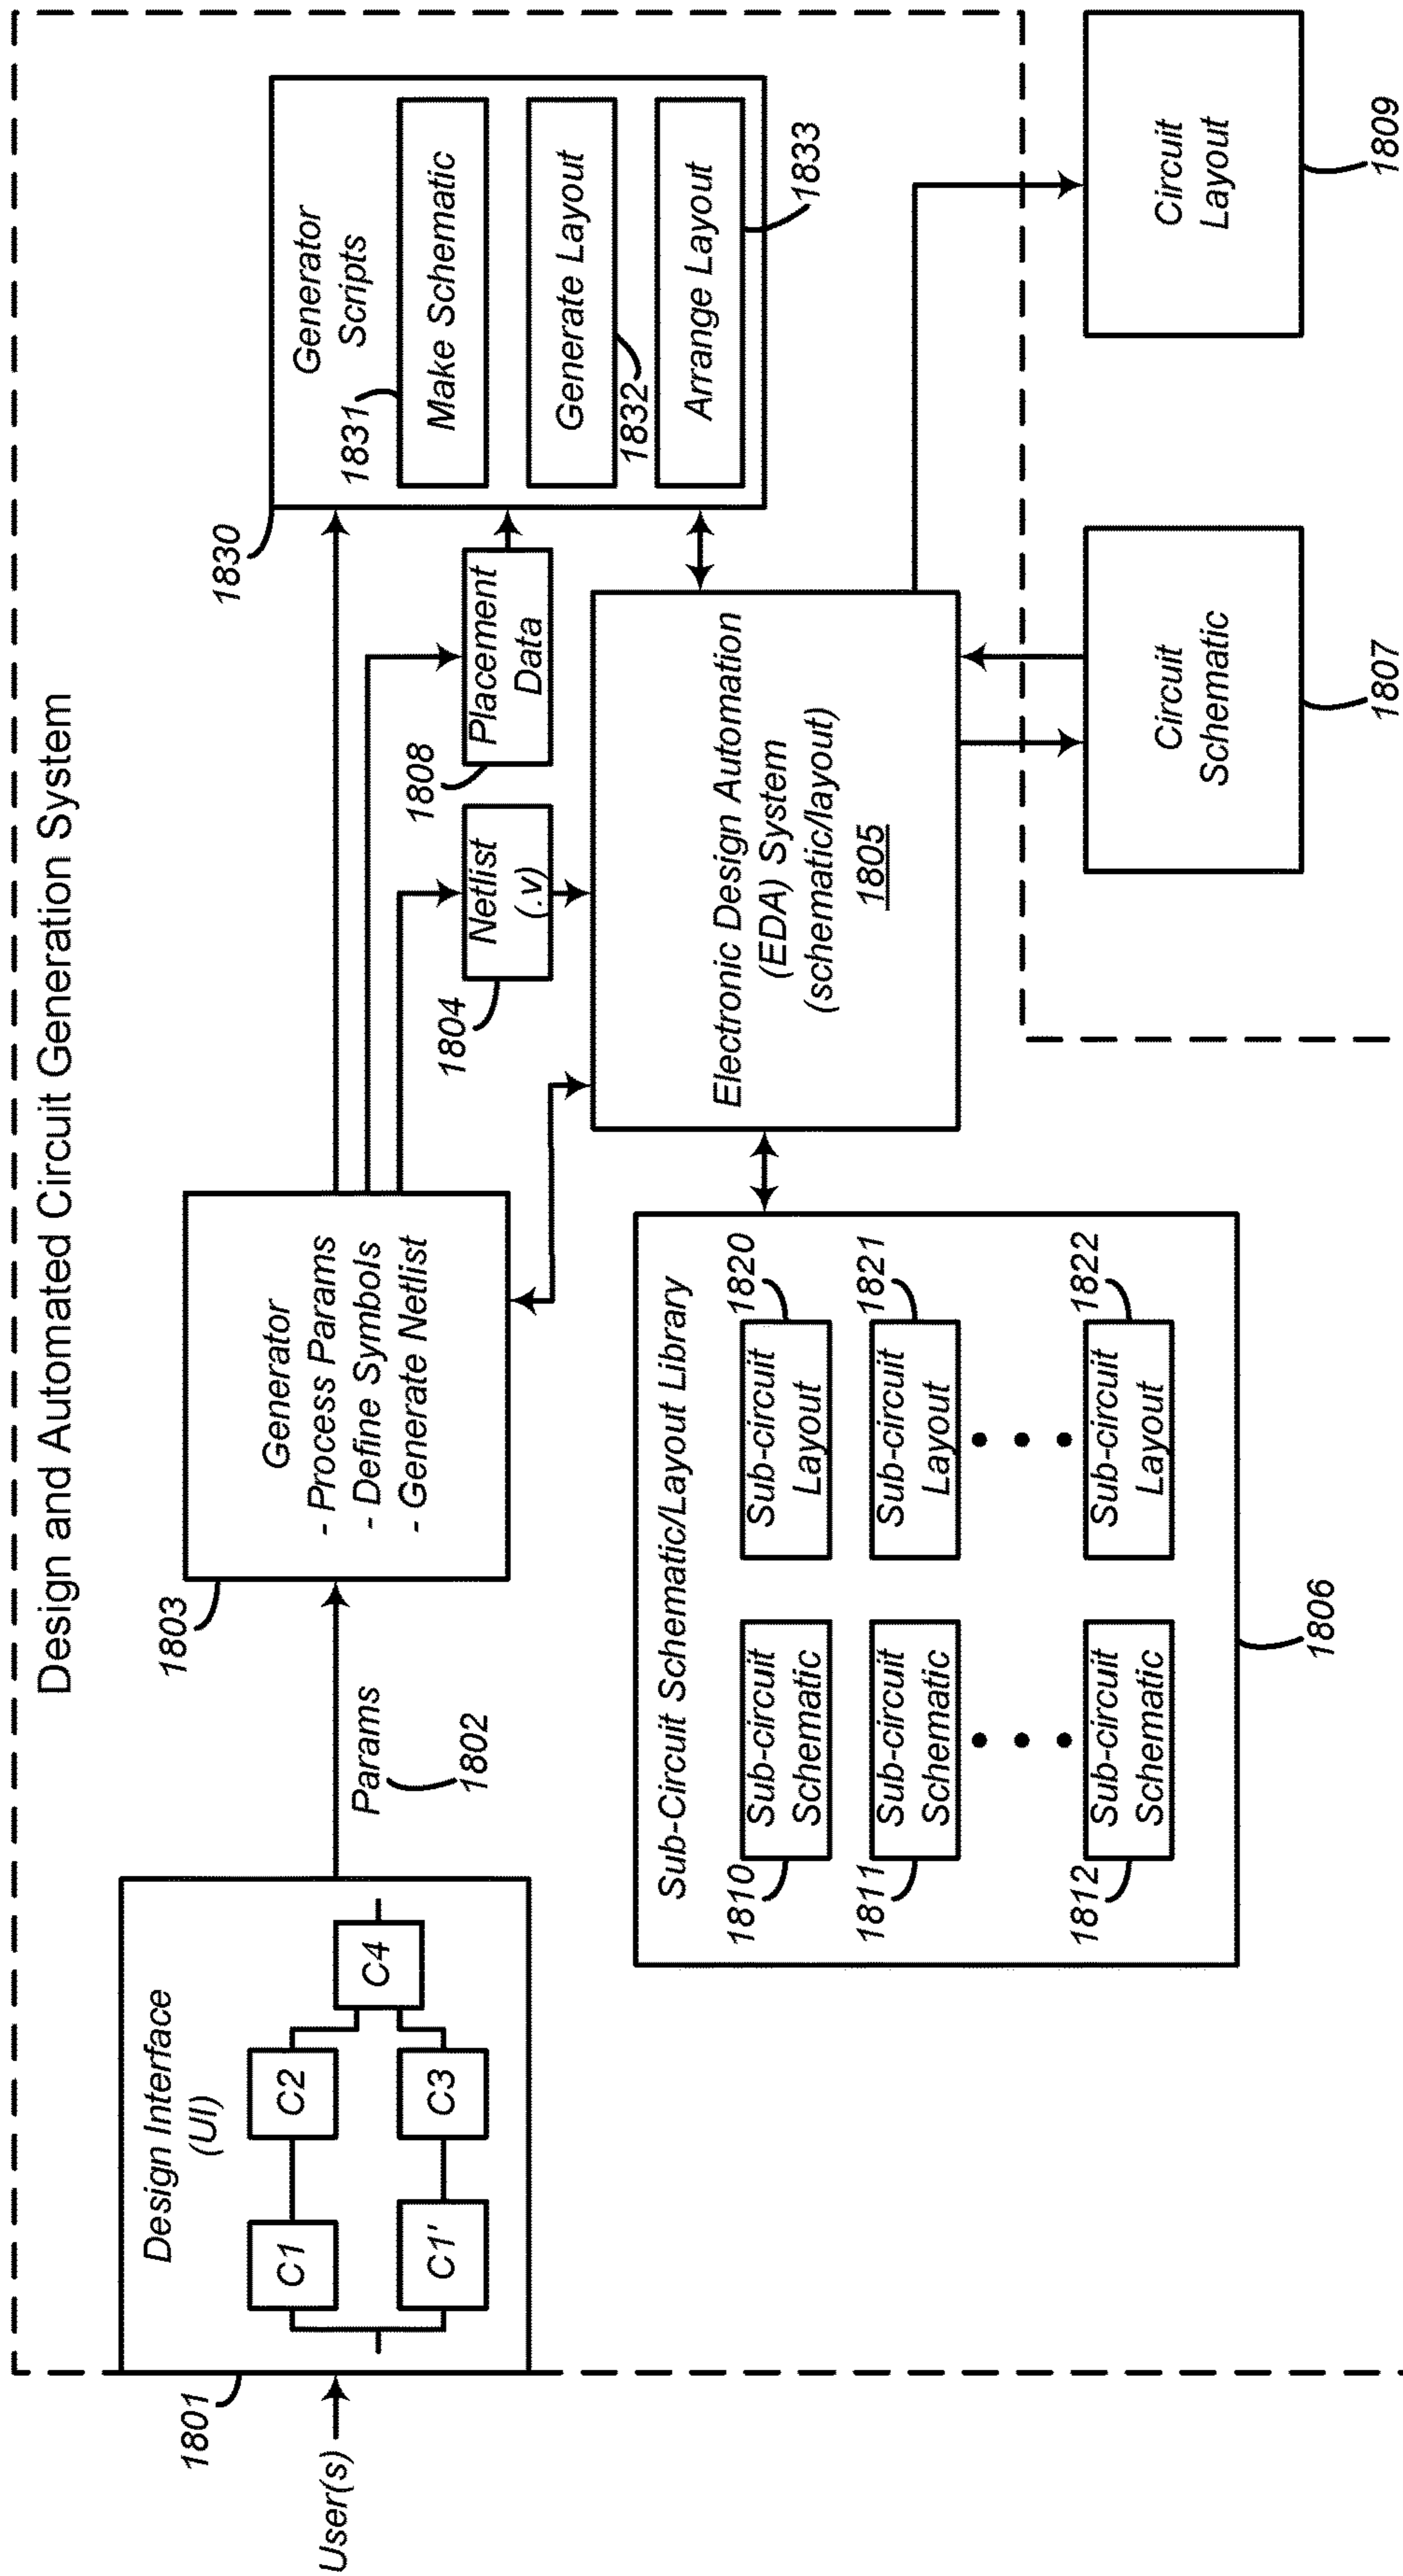 Design and Automated Circuit Generation System
User(s)
1801
Design Interface
(UI)
C1
C2
C1'
C3
C4
Params
1802
1803
Generator
- Process Params
- Define Symbols
- Generate Netlist
1830
Generator
Scripts
1831
Make Schematic
Generate Layout
1832
Arrange Layout
1833
1808
Placement
Data
1804
Netlist
(.v)
Electronic Design Automation
(EDA) System
(schematic/layout)
1805
Sub-Circuit Schematic/Layout Library
1810
Sub-circuit
Schematic
1820
Sub-circuit
Layout
1811
Sub-circuit
Schematic
1821
Sub-circuit
Layout
1812
Sub-circuit
Schematic
1822
Sub-circuit
Layout
1806
Circuit
Schematic
1807
Circuit
Layout
1809